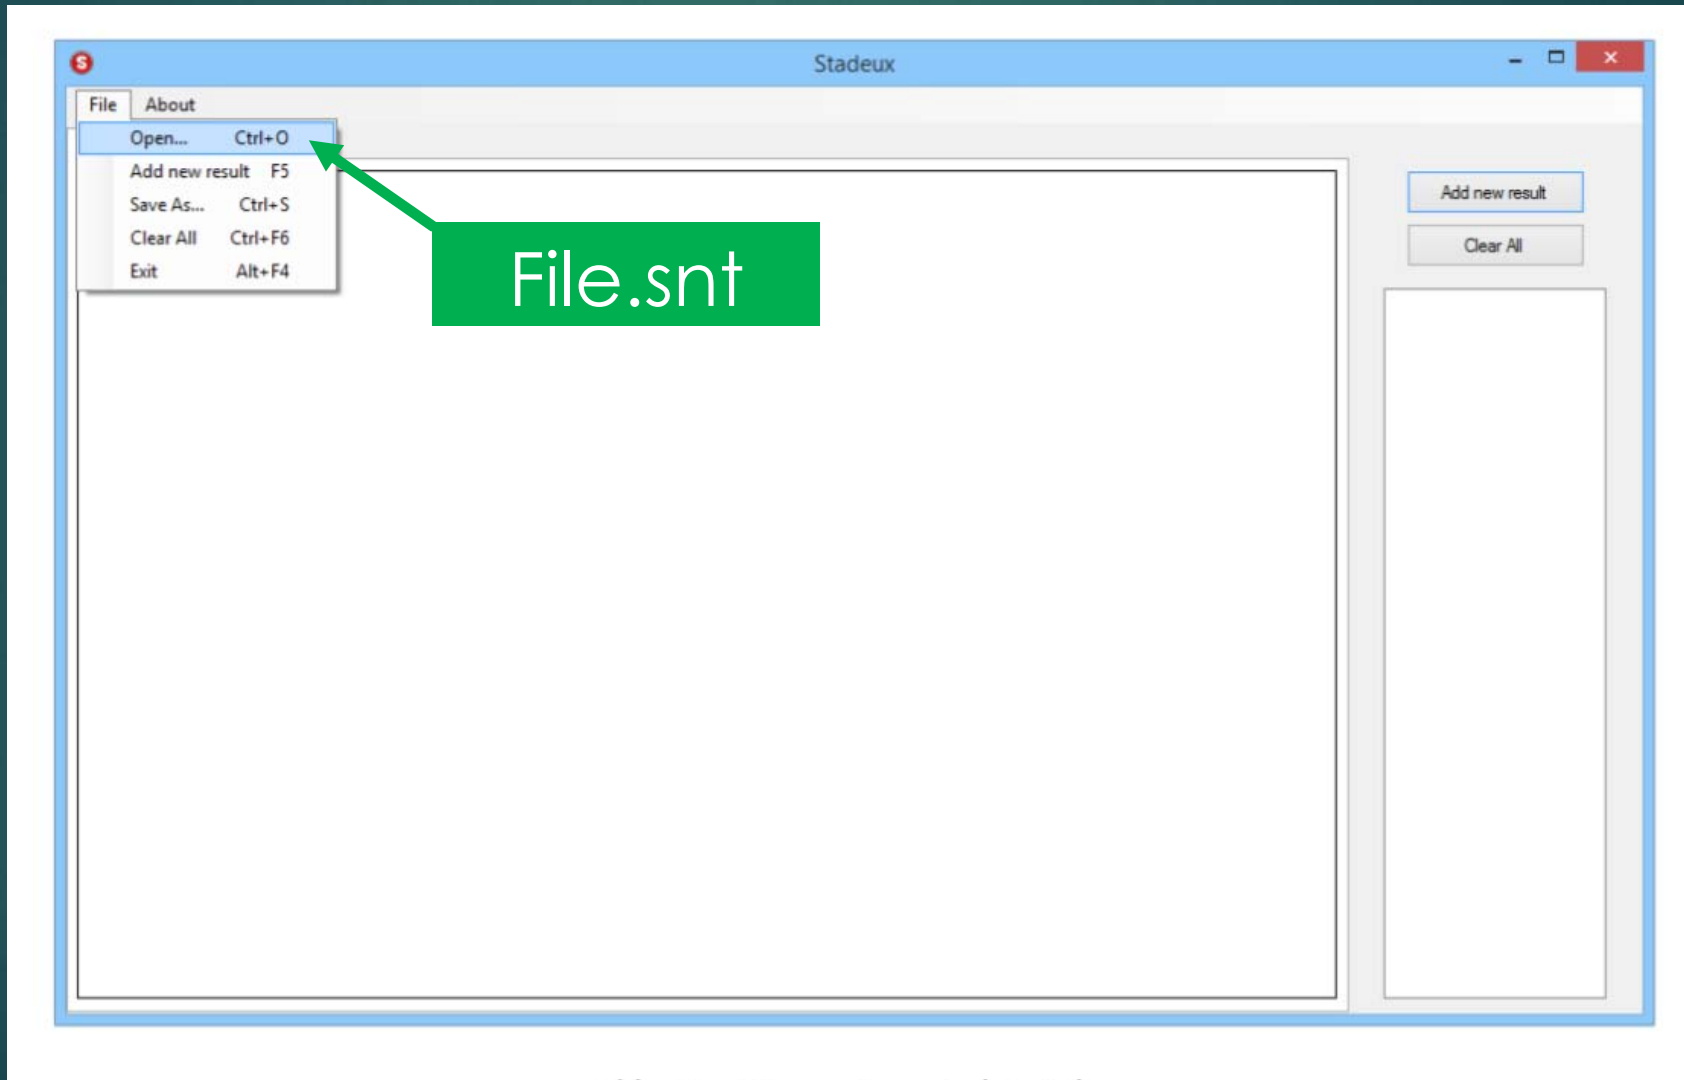 S
Stadeux
File About
Open... Ctrl+O
Add new result F5
Save As... Ctrl+S
Clear All Ctrl+F6
Exit Alt+F4
File.snt
Add new result
Clear All